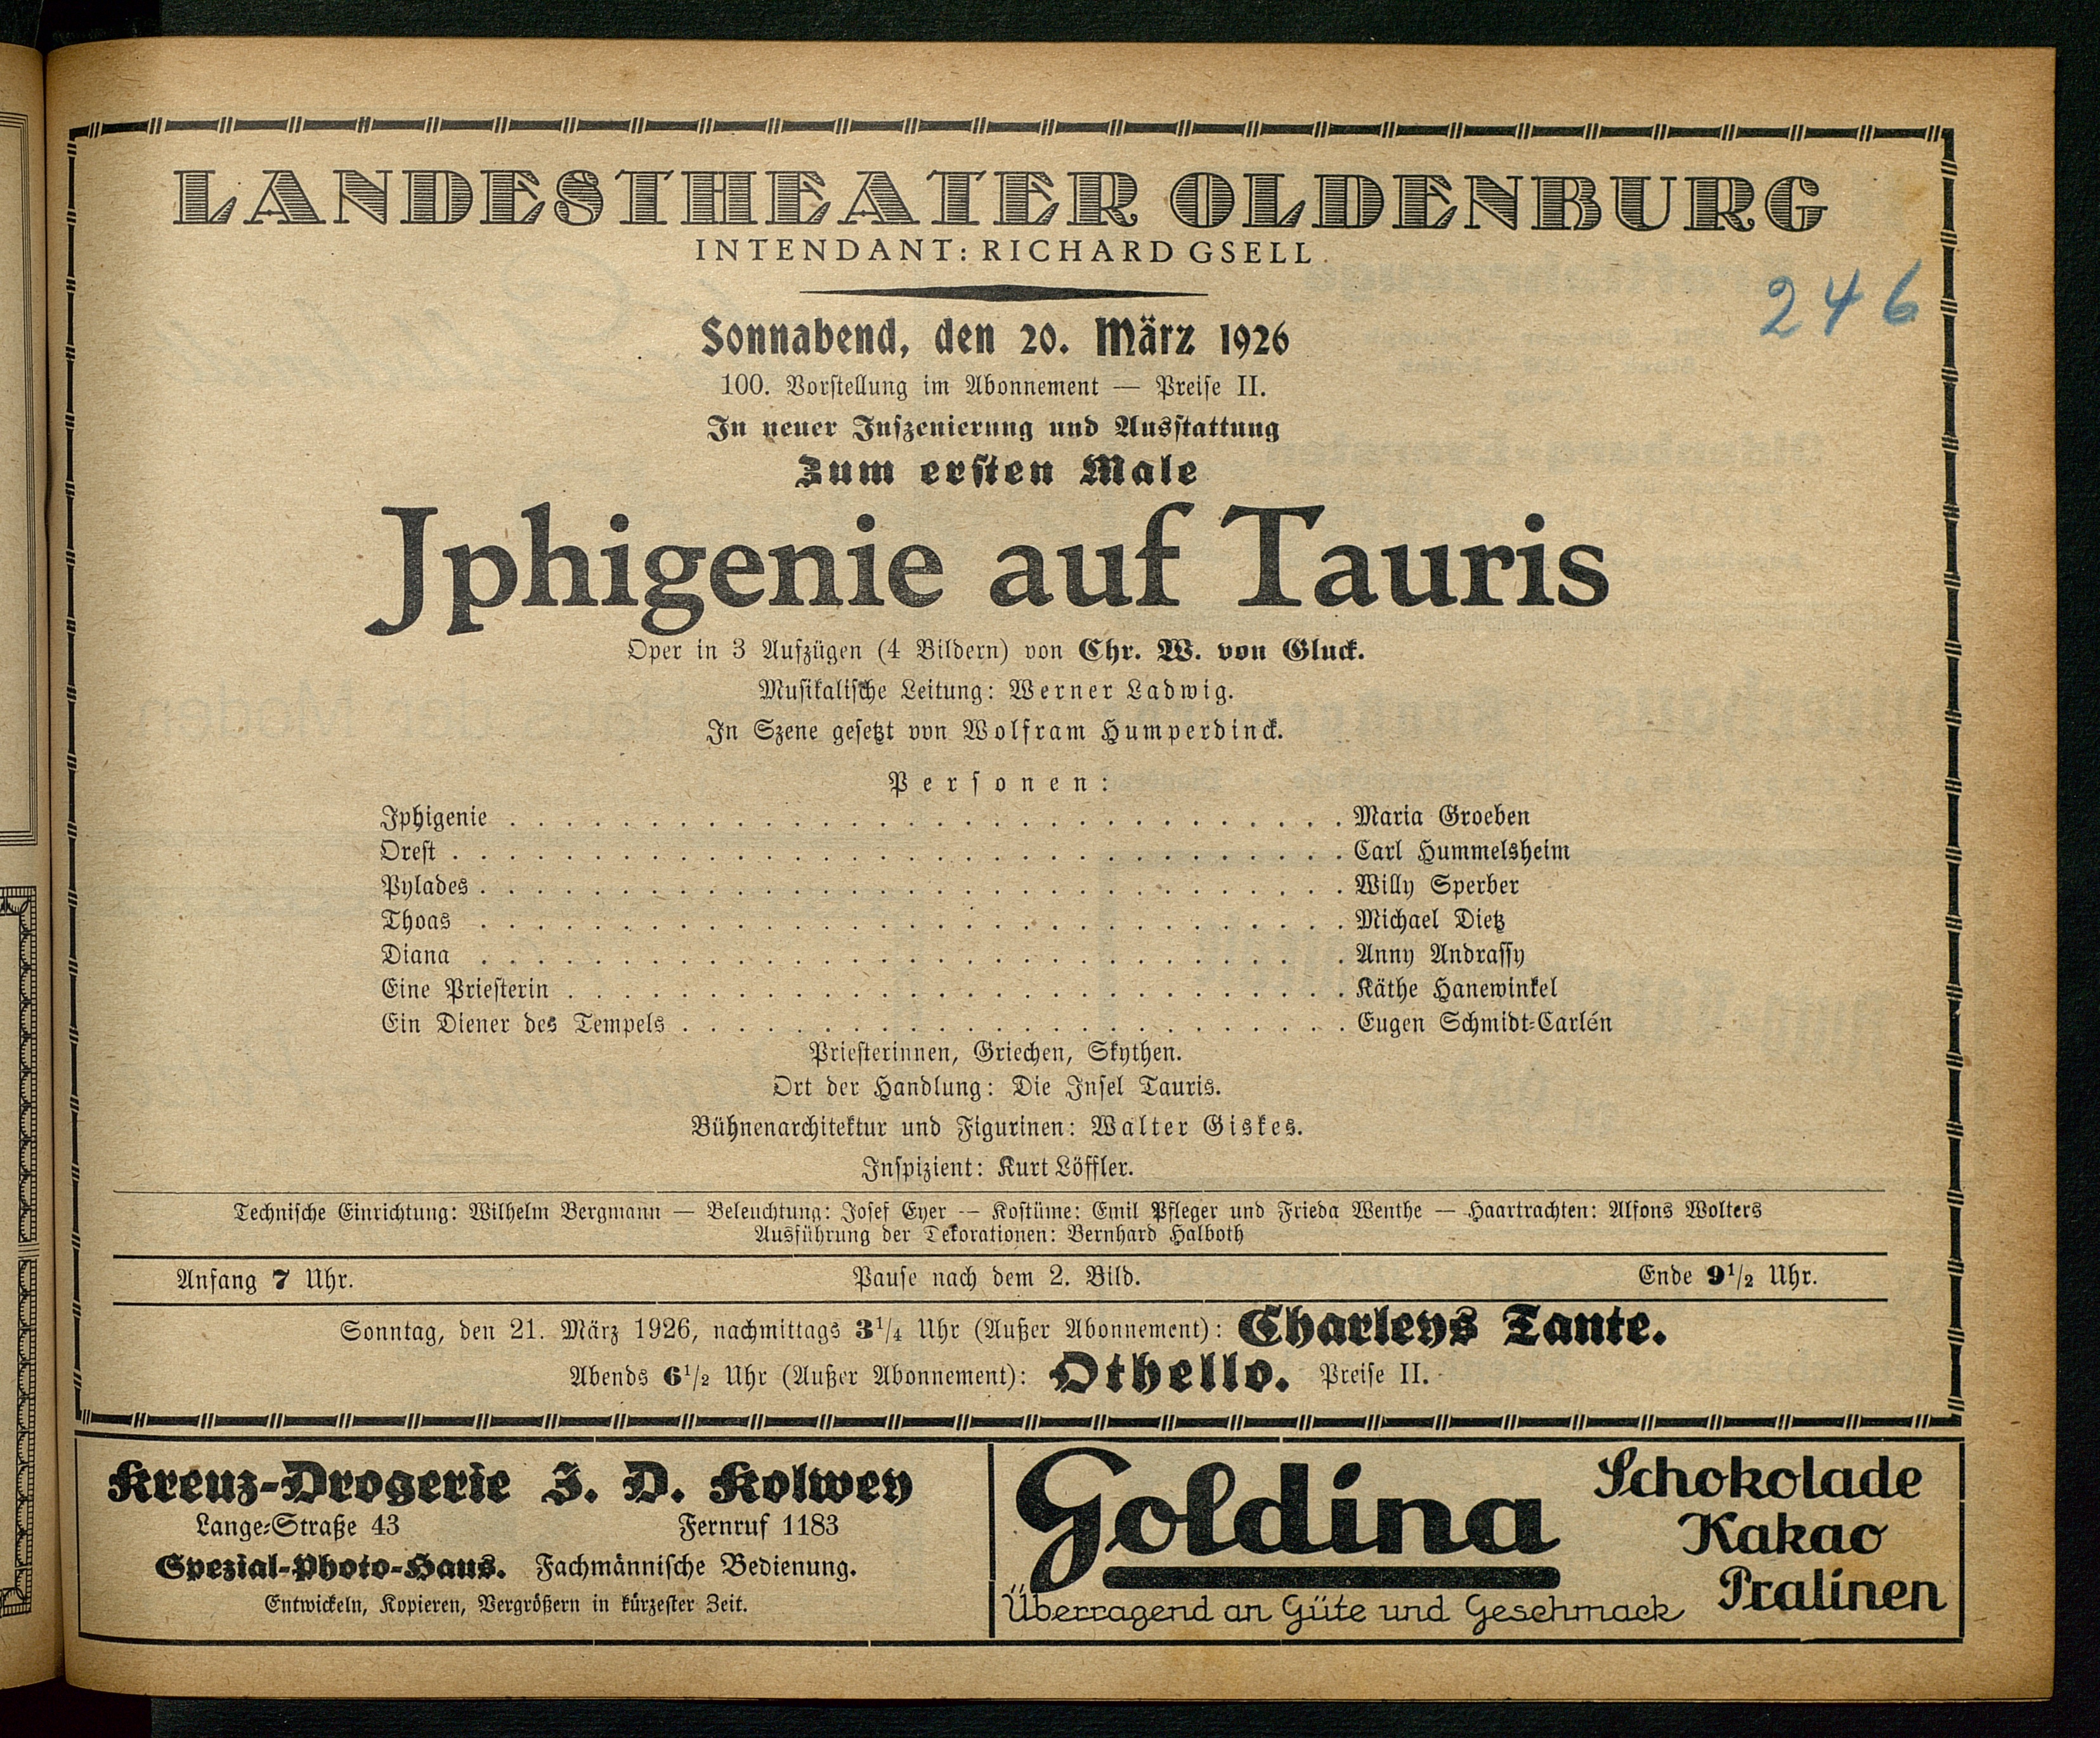 LANDESTHEATER OLDENBURG
INTENDANT: RICHARD GSELL
246
Sonnabend, den 20. März 1926
100. Vorstellung im Abonnement — Preise II.
In neuer Inszenierung und Ausstattung
Zum ersten Male
Jphigenie auf Tauris
Oper in 3 Aufzügen (4 Bildern) von Chr. W. von Gluck.
Musikalische Leitung: Werner Ladwig.
In Szene gesetzt von Wolfram Humperdinck.
Personen:
Iphigenie . . . . . Maria Groeben
Orest . . . . . Carl Hummelsheim
Pylades . . . . . Willy Sperber
Thoas . . . . . Michael Dietz
Diana . . . . . Anny Andrassy
Eine Priesterin . . . . . Käthe Hanewinkel
Ein Diener des Tempels . . . . . Eugen Schmidt-Carlén
Priesterinnen, Griechen, Skythen.
Ort der Handlung: Die Insel Tauris.
Bühnenarchitektur und Figurinen: Walter Giskes.
Inspizient: Kurt Löffler.
Technische Einrichtung: Wilhelm Bergmann — Beleuchtung: Josef Eyer — Kostüme: Emil Pfleger und Frieda Wenthe — Haartrachten: Alfons Wolters
Ausführung der Dekorationen: Bernhard Halboth
Anfang 7 Uhr. Pause nach dem 2. Bild. Ende 9 1/2 Uhr.
Sonntag, den 21. März 1926, nachmittags 3 1/4 Uhr (Außer Abonnement): Charleys Tante.
Abends 6 1/2 Uhr (Außer Abonnement): Othello. Preise II.
Kreuz-Drogerie J. D. Kolwey
Lange-Straße 43 Fernruf 1183
Spezial-Photo-Haus. Fachmännische Bedienung.
Entwickeln, Kopieren, Vergrößern in kürzester Zeit.
Goldina
Schokolade
Kakao
Pralinen
Überragend an Güte und Geschmack